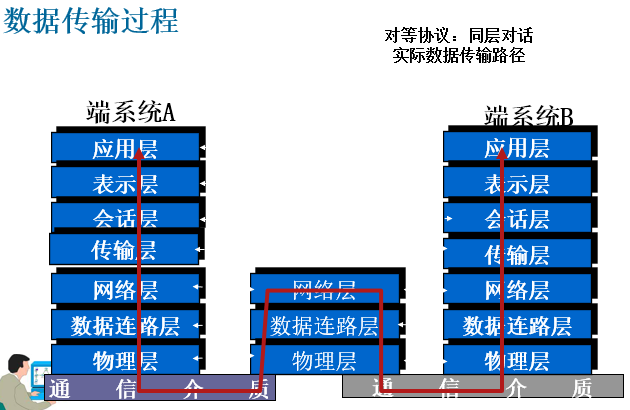 数据传输过程
对等协议：同层对话
实际数据传输路径
端系统A
应用层
表示层
会话层
传输层
网络层
数据连路层
物理层
网络层
数据连路层
物理层
端系统B
应用层
表示层
会话层
传输层
网络层
数据连路层
物理层
通信介质
通信介质